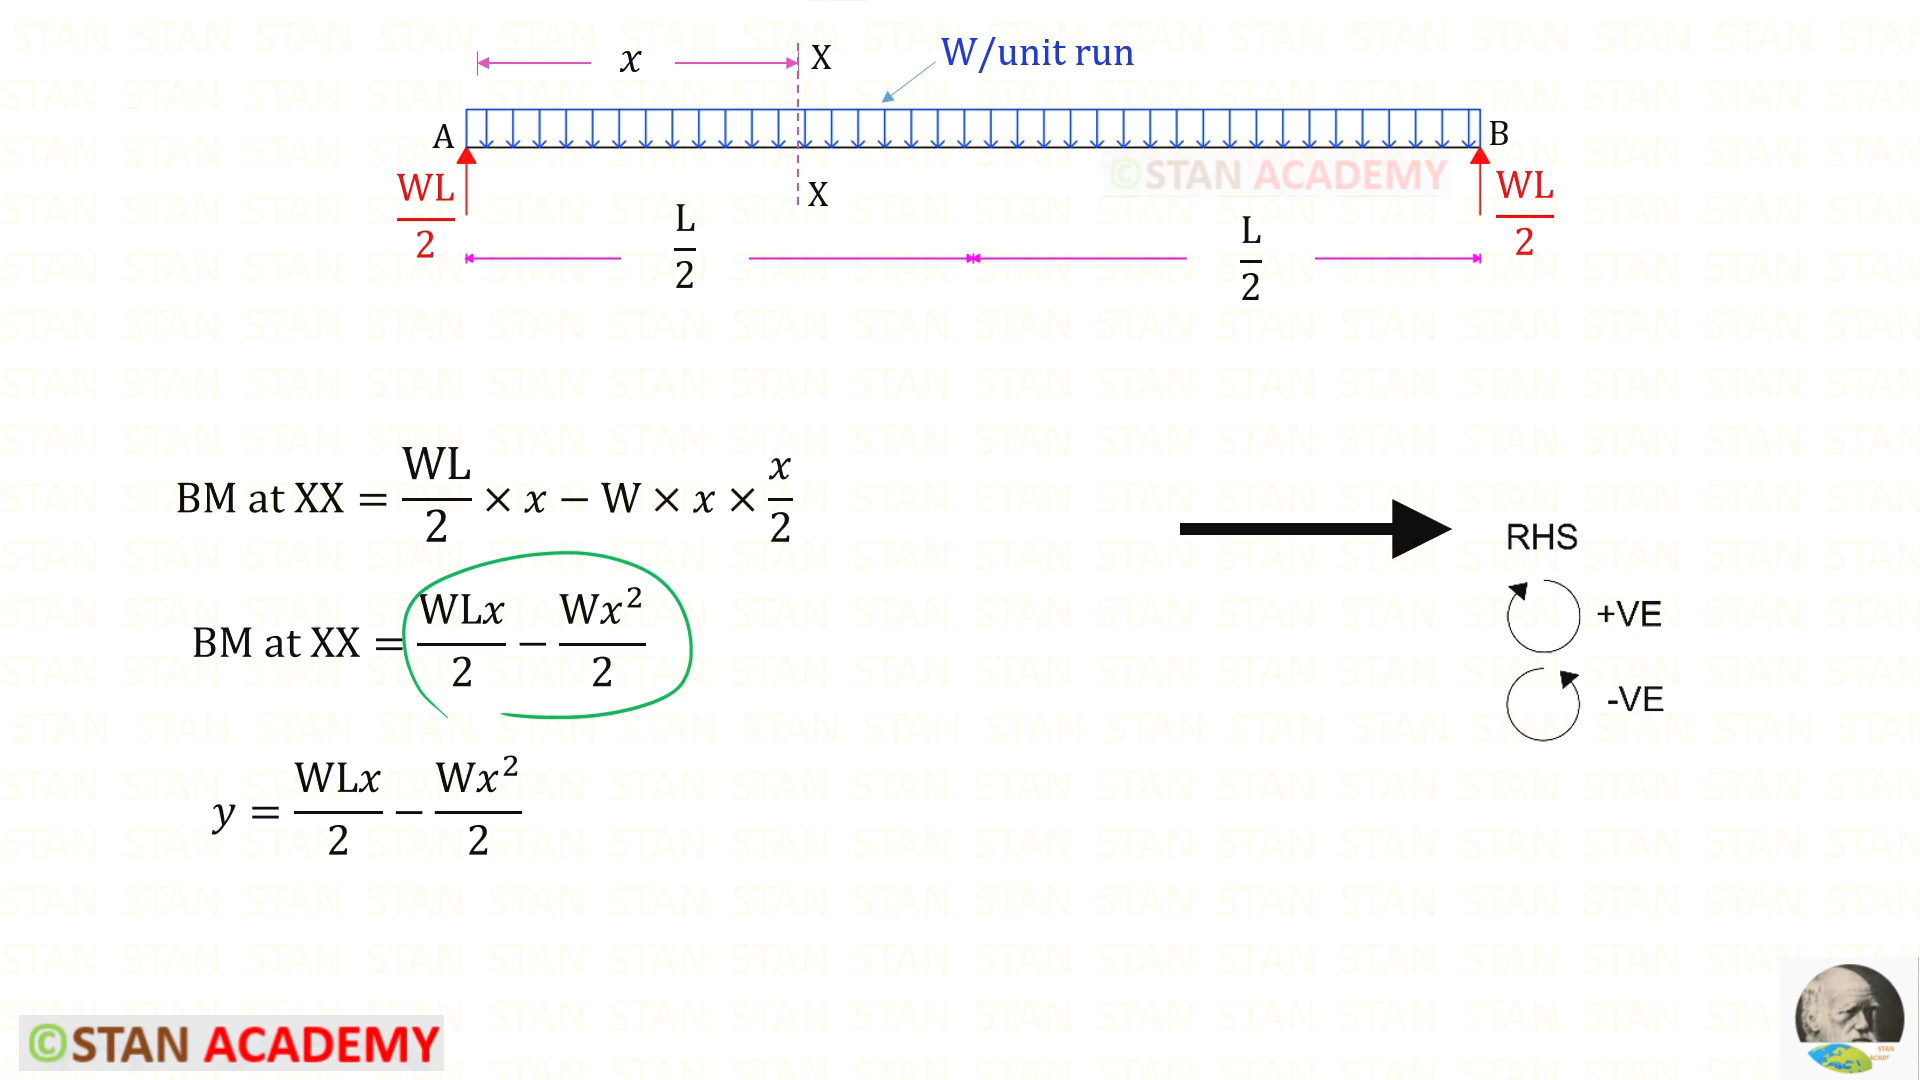 x
X
W/unit run
A
B
©STAN ACADEMY
X
WL/2
L/2
L/2
WL/2
BM at XX = WL/2 × x − W × x × x/2
RHS
BM at XX = WLx/2 − Wx²/2
+VE
-VE
y = WLx/2 − Wx²/2
©STAN ACADEMY
STAN